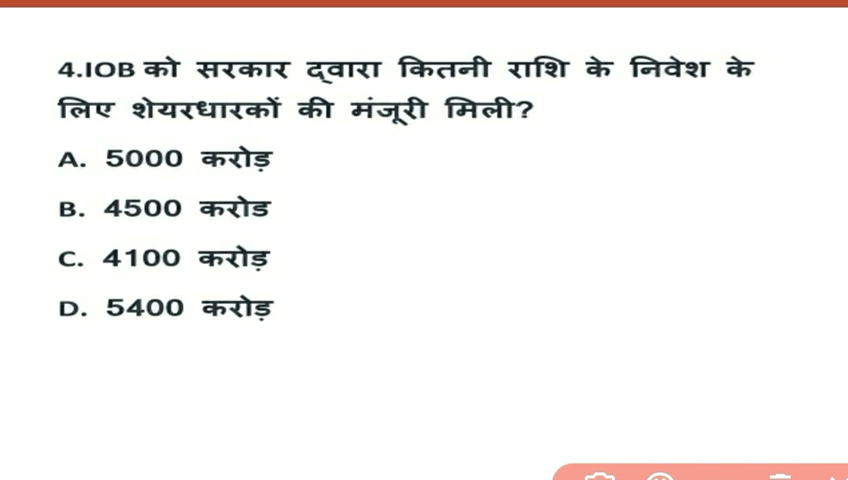 4.IOB को सरकार द्वारा कितनी राशि के निवेश के
लिए शेयरधारकों की मंजूरी मिली?
A. 5000 करोड़
B. 4500 करोड
C. 4100 करोड़
D. 5400 करोड़